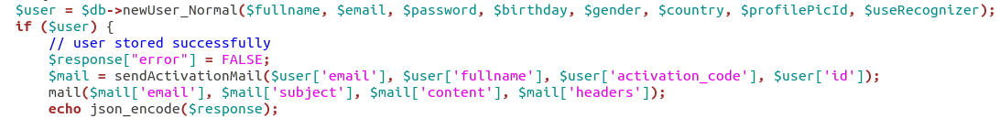 $user = $db->newUser_Normal($fullname, $email, $password, $birthday, $gender, $country, $profilePicId, $useRecognizer);
if ($user) {
// user stored successfully
$response["error"] = FALSE;
$mail = sendActivationMail($user['email'], $user['fullname'], $user['activation_code'], $user['id']);
mail($mail['email'], $mail['subject'], $mail['content'], $mail['headers']);
echo json_encode($response);